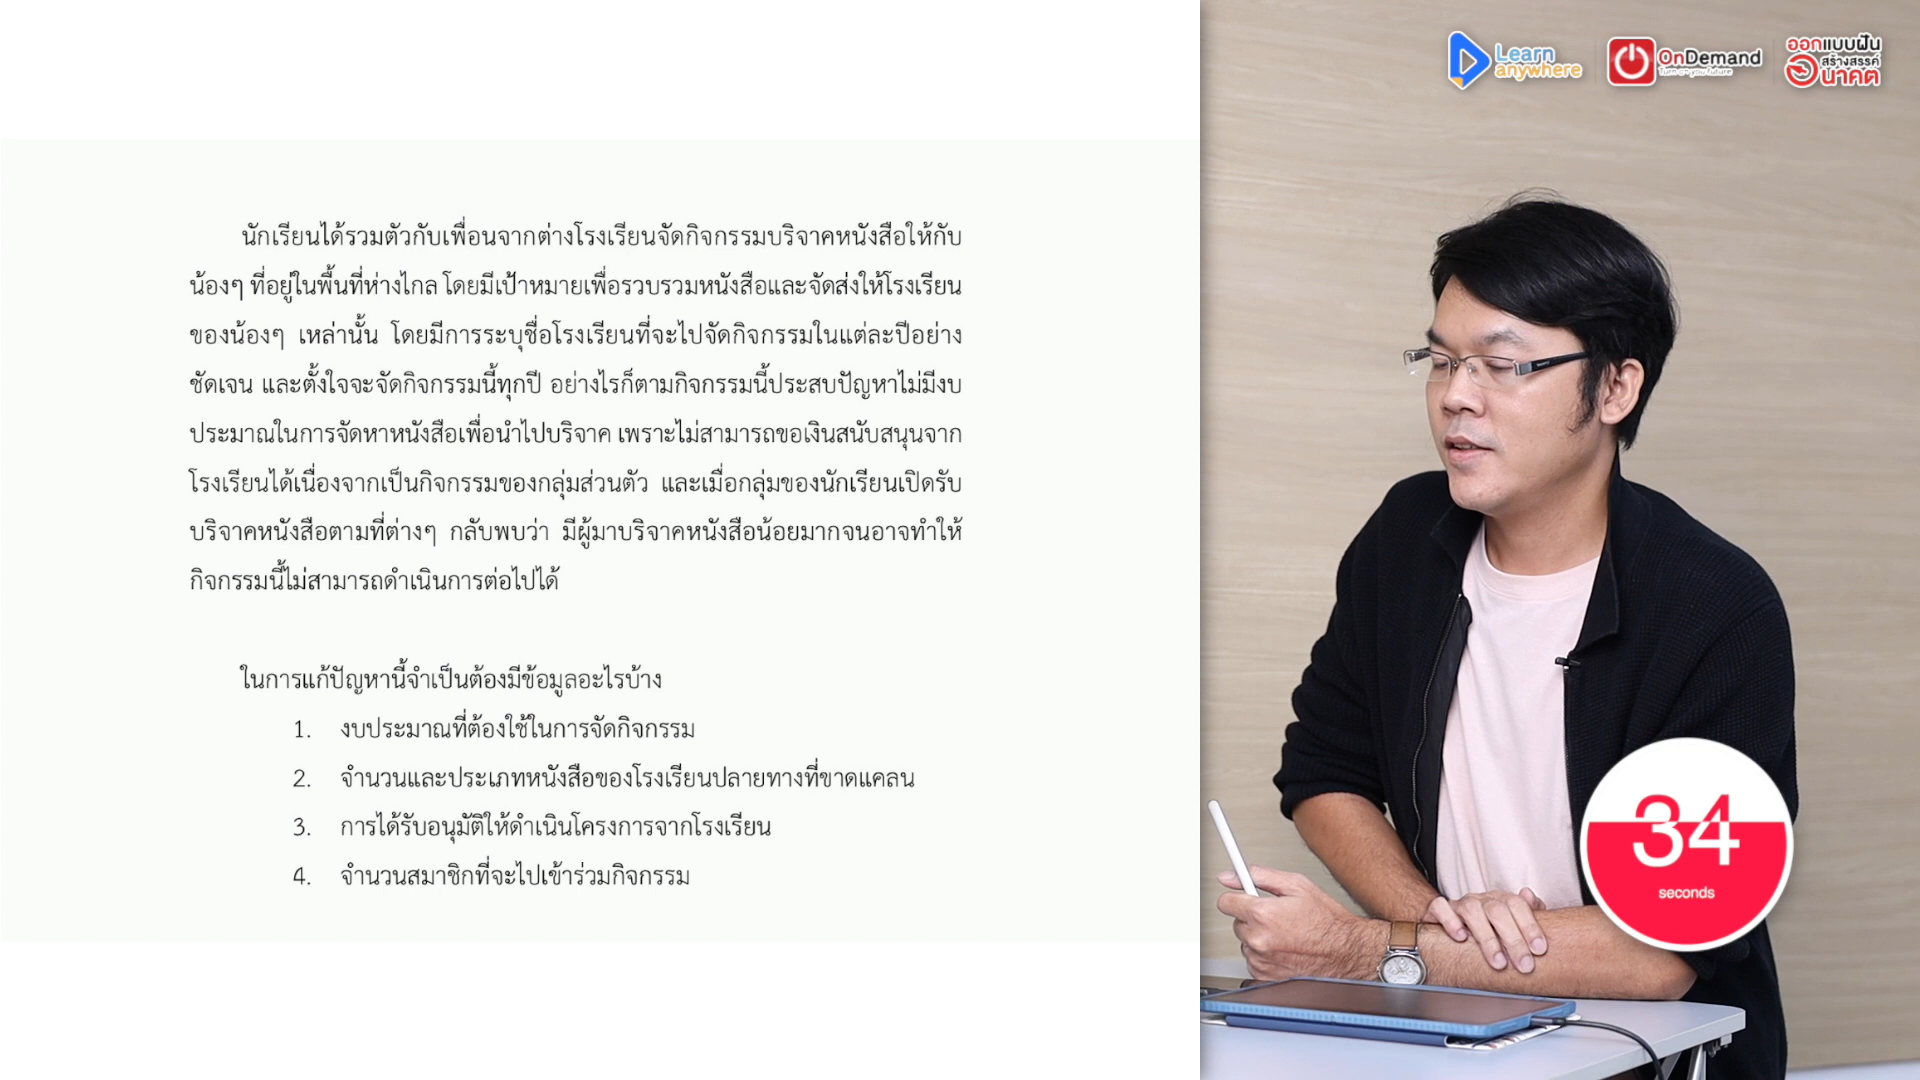 Learn
anywhere
OnDemand
ออกแบบฝัน
สร้างสรรค์
อนาคต
นักเรียนได้รวมตัวกับเพื่อนจากต่างโรงเรียนจัดกิจกรรมบริจาคหนังสือให้กับ
น้องๆ ที่อยู่ในพื้นที่ห่างไกล โดยมีเป้าหมายเพื่อรวบรวมหนังสือและจัดส่งให้โรงเรียน
ของน้องๆ เหล่านั้น โดยมีการระบุชื่อโรงเรียนที่จะไปจัดกิจกรรมในแต่ละปีอย่าง
ชัดเจน และตั้งใจจะจัดกิจกรรมนี้ทุกปี อย่างไรก็ตามกิจกรรมนี้ประสบปัญหาไม่มีงบ
ประมาณในการจัดหาหนังสือเพื่อนำไปบริจาค เพราะไม่สามารถขอเงินสนับสนุนจาก
โรงเรียนได้เนื่องจากเป็นกิจกรรมของกลุ่มส่วนตัว และเมื่อกลุ่มของนักเรียนเปิดรับ
บริจาคหนังสือตามที่ต่างๆ กลับพบว่า มีผู้มาบริจาคหนังสือน้อยมากจนอาจทำให้
กิจกรรมนี้ไม่สามารถดำเนินการต่อไปได้
ในการแก้ปัญหานี้จำเป็นต้องมีข้อมูลอะไรบ้าง
1. งบประมาณที่ต้องใช้ในการจัดกิจกรรม
2. จำนวนและประเภทหนังสือของโรงเรียนปลายทางที่ขาดแคลน
3. การได้รับอนุมัติให้ดำเนินโครงการจากโรงเรียน
4. จำนวนสมาชิกที่จะไปเข้าร่วมกิจกรรม
34
seconds